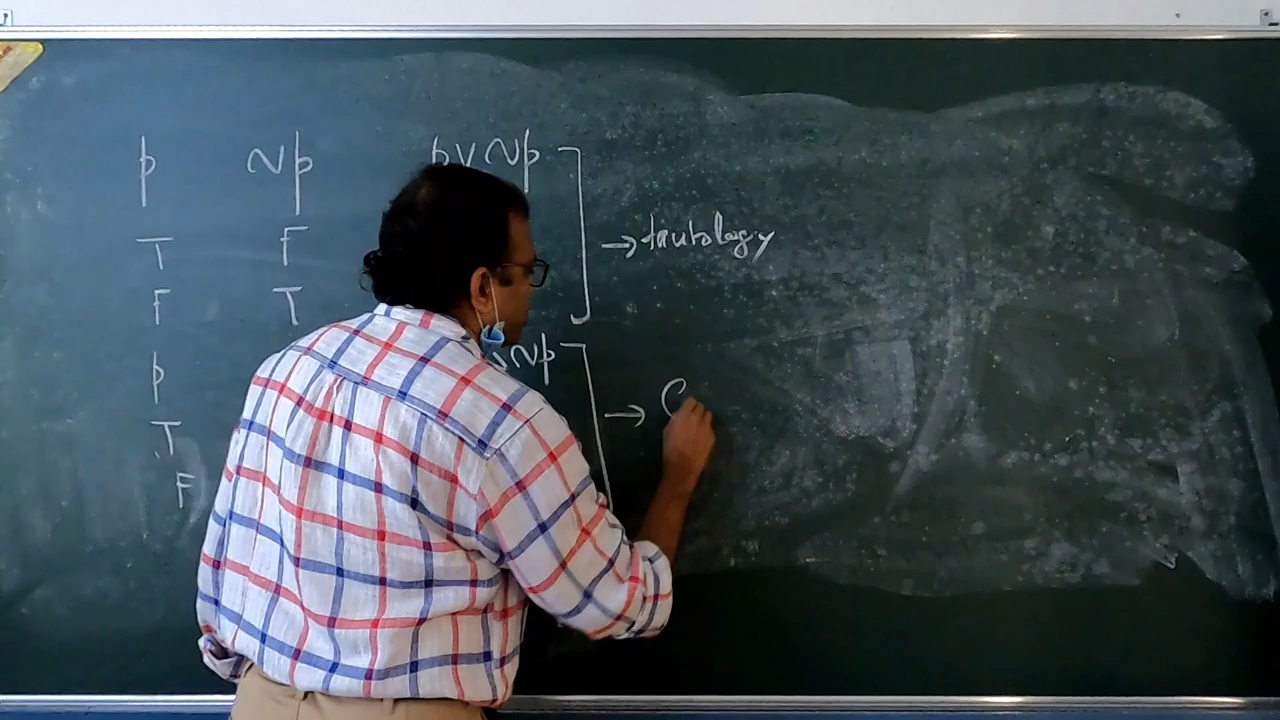 p ~p p∨~p
→ tautology
T F
F T
p ~p
→ C
T
F